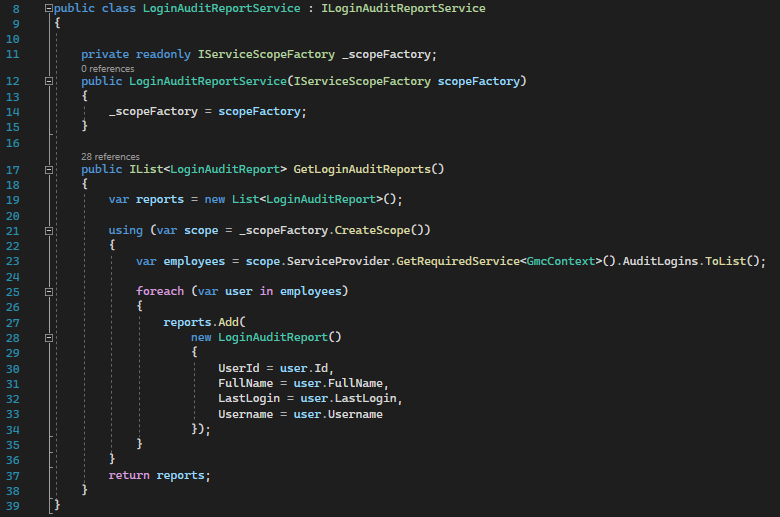 8 public class LoginAuditReportService : ILoginAuditReportService
9 {
10
11 private readonly IServiceScopeFactory _scopeFactory;
0 references
12 public LoginAuditReportService(IServiceScopeFactory scopeFactory)
13 {
14 _scopeFactory = scopeFactory;
15 }
16
28 references
17 public IList<LoginAuditReport> GetLoginAuditReports()
18 {
19 var reports = new List<LoginAuditReport>();
20
21 using (var scope = _scopeFactory.CreateScope())
22 {
23 var employees = scope.ServiceProvider.GetRequiredService<GmcContext>().AuditLogins.ToList();
24
25 foreach (var user in employees)
26 {
27 reports.Add(
28 new LoginAuditReport()
29 {
30 UserId = user.Id,
31 FullName = user.FullName,
32 LastLogin = user.LastLogin,
33 Username = user.Username
34 });
35 }
36 }
37 return reports;
38 }
39 }